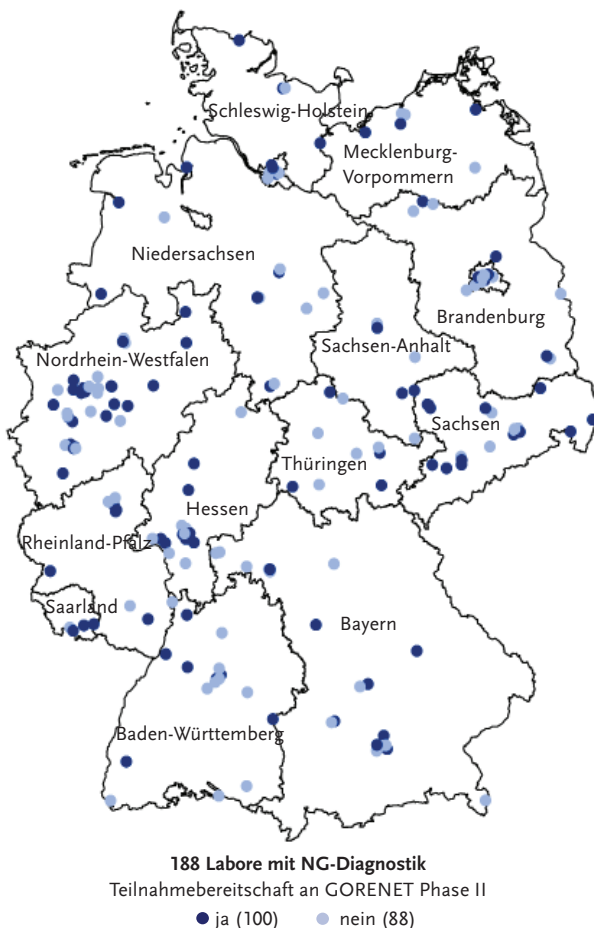 Schleswig-Holstein
Mecklenburg-
Vorpommern
Niedersachsen
Brandenburg
Sachsen-Anhalt
Nordrhein-Westfalen
Sachsen
Thüringen
Hessen
Rheinland-Pfalz
Saarland
Bayern
Baden-Württemberg
188 Labore mit NG-Diagnostik
Teilnahmebereitschaft an GORENET Phase II
ja (100) nein (88)